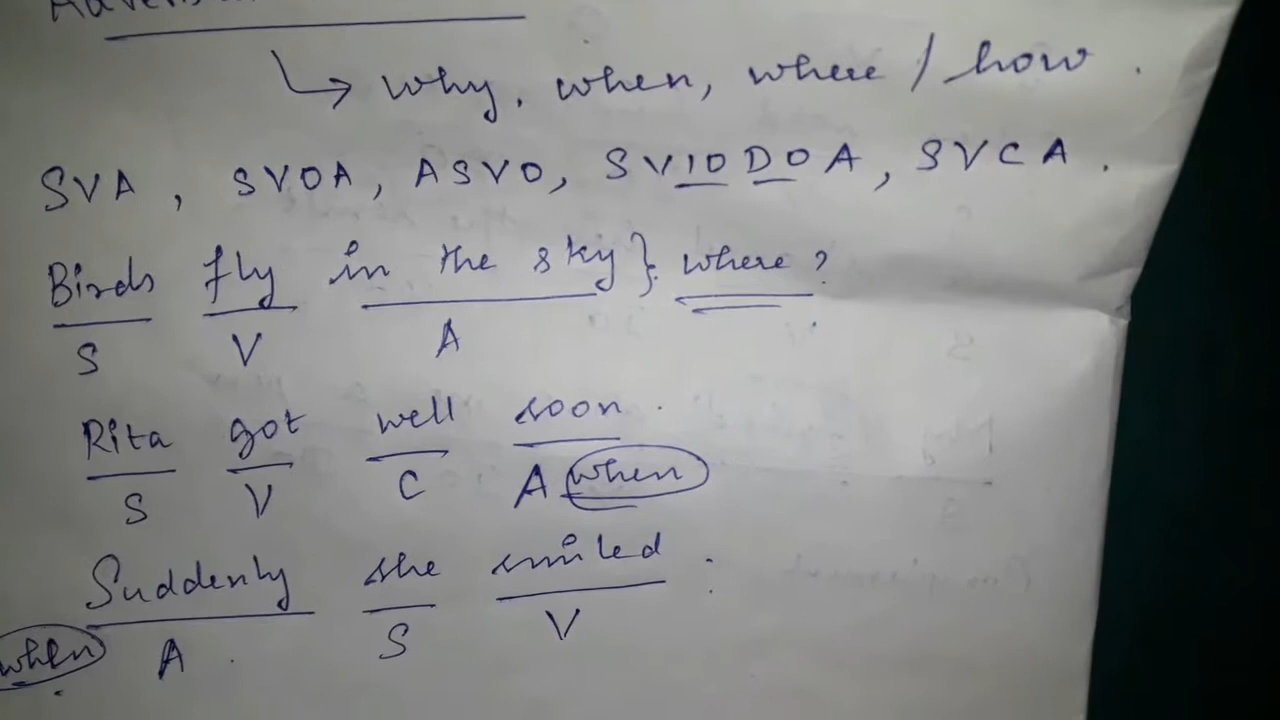 why, when, where / how.
SVA, SVOA, ASVO, SVIODOA, SVCA.
Birds fly in the sky}. where?
S V A
Rita got well soon.
S V C A when
Suddenly she smiled.
when A. S V